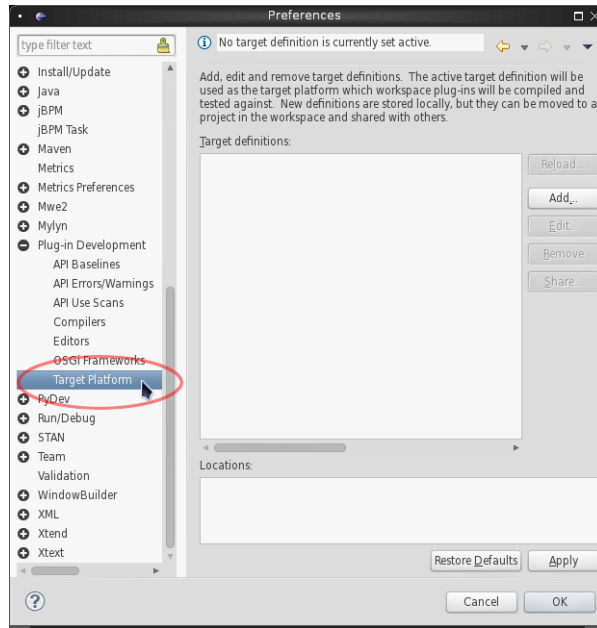 Preferences
type filter text
No target definition is currently set active.
Install/Update
Java
jBPM
jBPM Task
Maven
Metrics
Metrics Preferences
Mwe2
Mylyn
Plug-in Development
API Baselines
API Errors/Warnings
API Use Scans
Compilers
Editors
OSGi Frameworks
Target Platform
PyDev
Run/Debug
STAN
Team
Validation
WindowBuilder
XML
Xtend
Xtext
Add, edit and remove target definitions. The active target definition will be
used as the target platform which workspace plug-ins will be compiled and
tested against. New definitions are stored locally, but they can be moved to a
project in the workspace and shared with others.
Target definitions:
Reload...
Add...
Edit...
Remove
Share...
Locations:
Restore Defaults
Apply
Cancel
OK